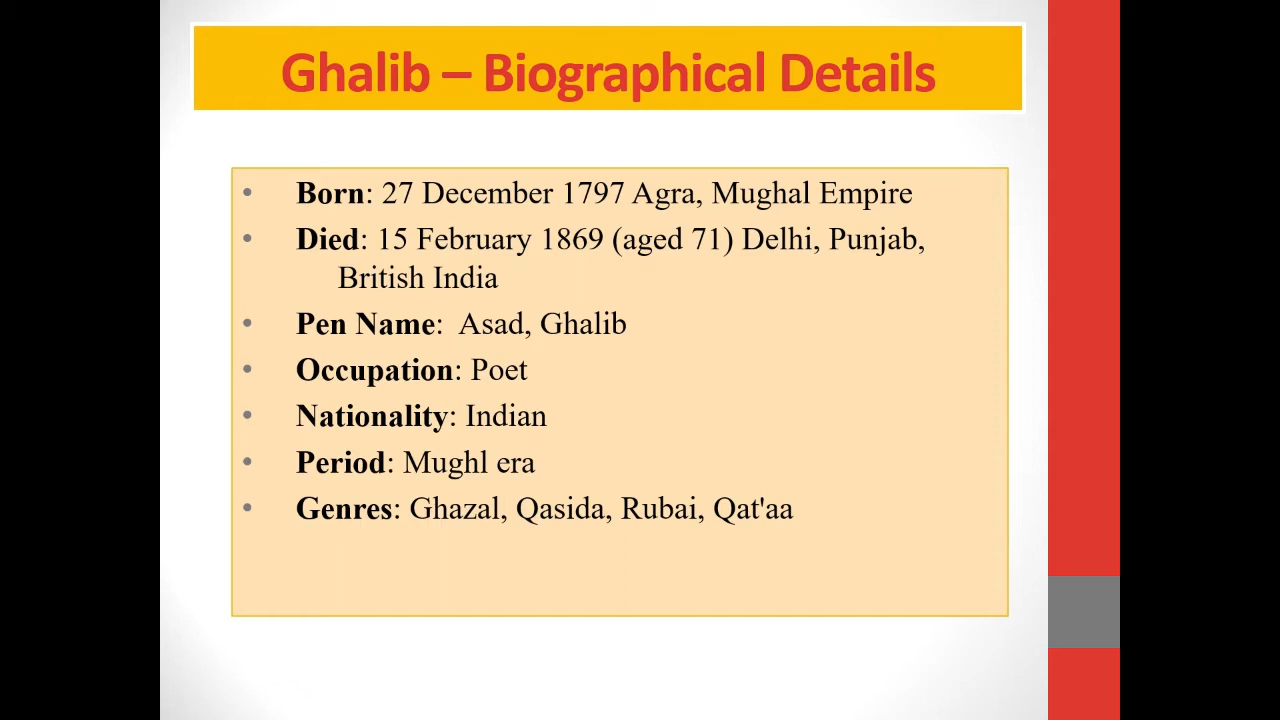 Ghalib – Biographical Details
• Born: 27 December 1797 Agra, Mughal Empire
• Died: 15 February 1869 (aged 71) Delhi, Punjab,
British India
• Pen Name:  Asad, Ghalib
• Occupation: Poet
• Nationality: Indian
• Period: Mughl era
• Genres: Ghazal, Qasida, Rubai, Qat'aa